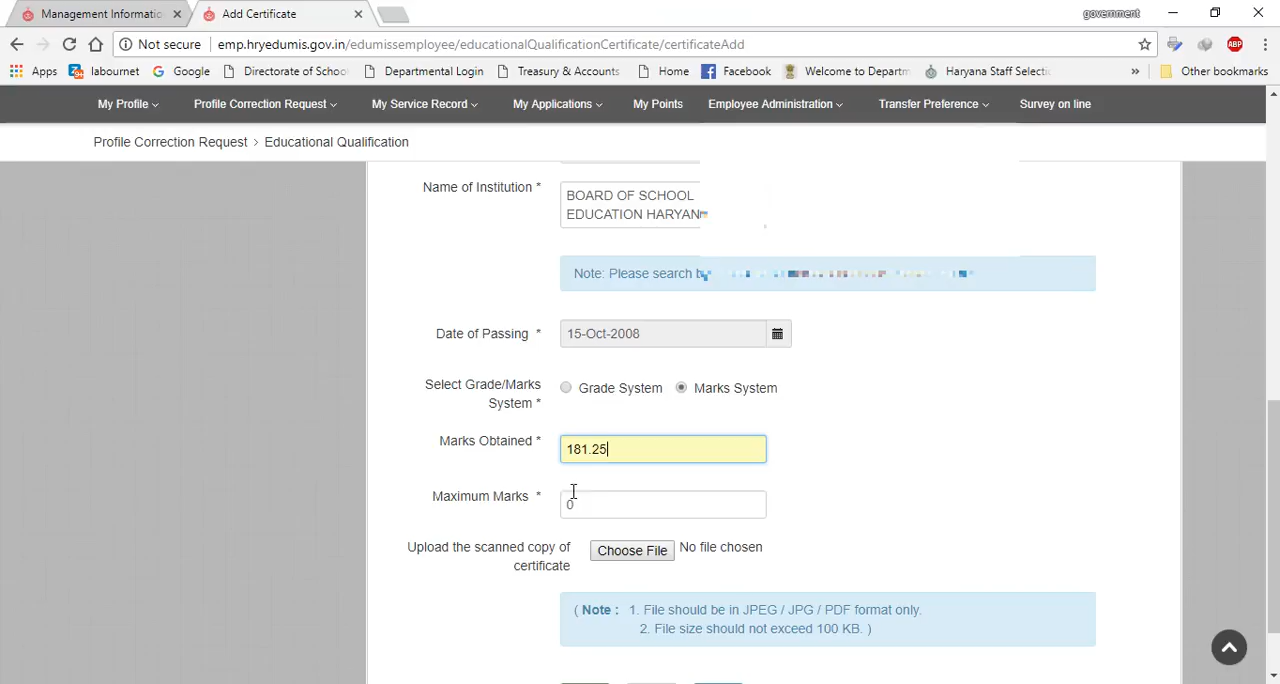 Management Informatio
Add Certificate
government
Not secure
emp.hryedumis.gov.in/edumissemployee/educationalQualificationCertificate/certificateAdd
ABP
Apps
labournet
Google
Directorate of Schoo
Departmental Login
Treasury & Accounts
Home
Facebook
Welcome to Departm
Haryana Staff Selecti
»
Other bookmarks
My Profile
Profile Correction Request
My Service Record
My Applications
My Points
Employee Administration
Transfer Preference
Survey on line
Profile Correction Request > Educational Qualification
Name of Institution *
BOARD OF SCHOOL
EDUCATION HARYAN
Note: Please search
Date of Passing *
15-Oct-2008
Select Grade/Marks
System *
Grade System
Marks System
Marks Obtained *
181.25
Maximum Marks *
0
Upload the scanned copy of
certificate
Choose File
No file chosen
( Note : 1. File should be in JPEG / JPG / PDF format only.
2. File size should not exceed 100 KB. )